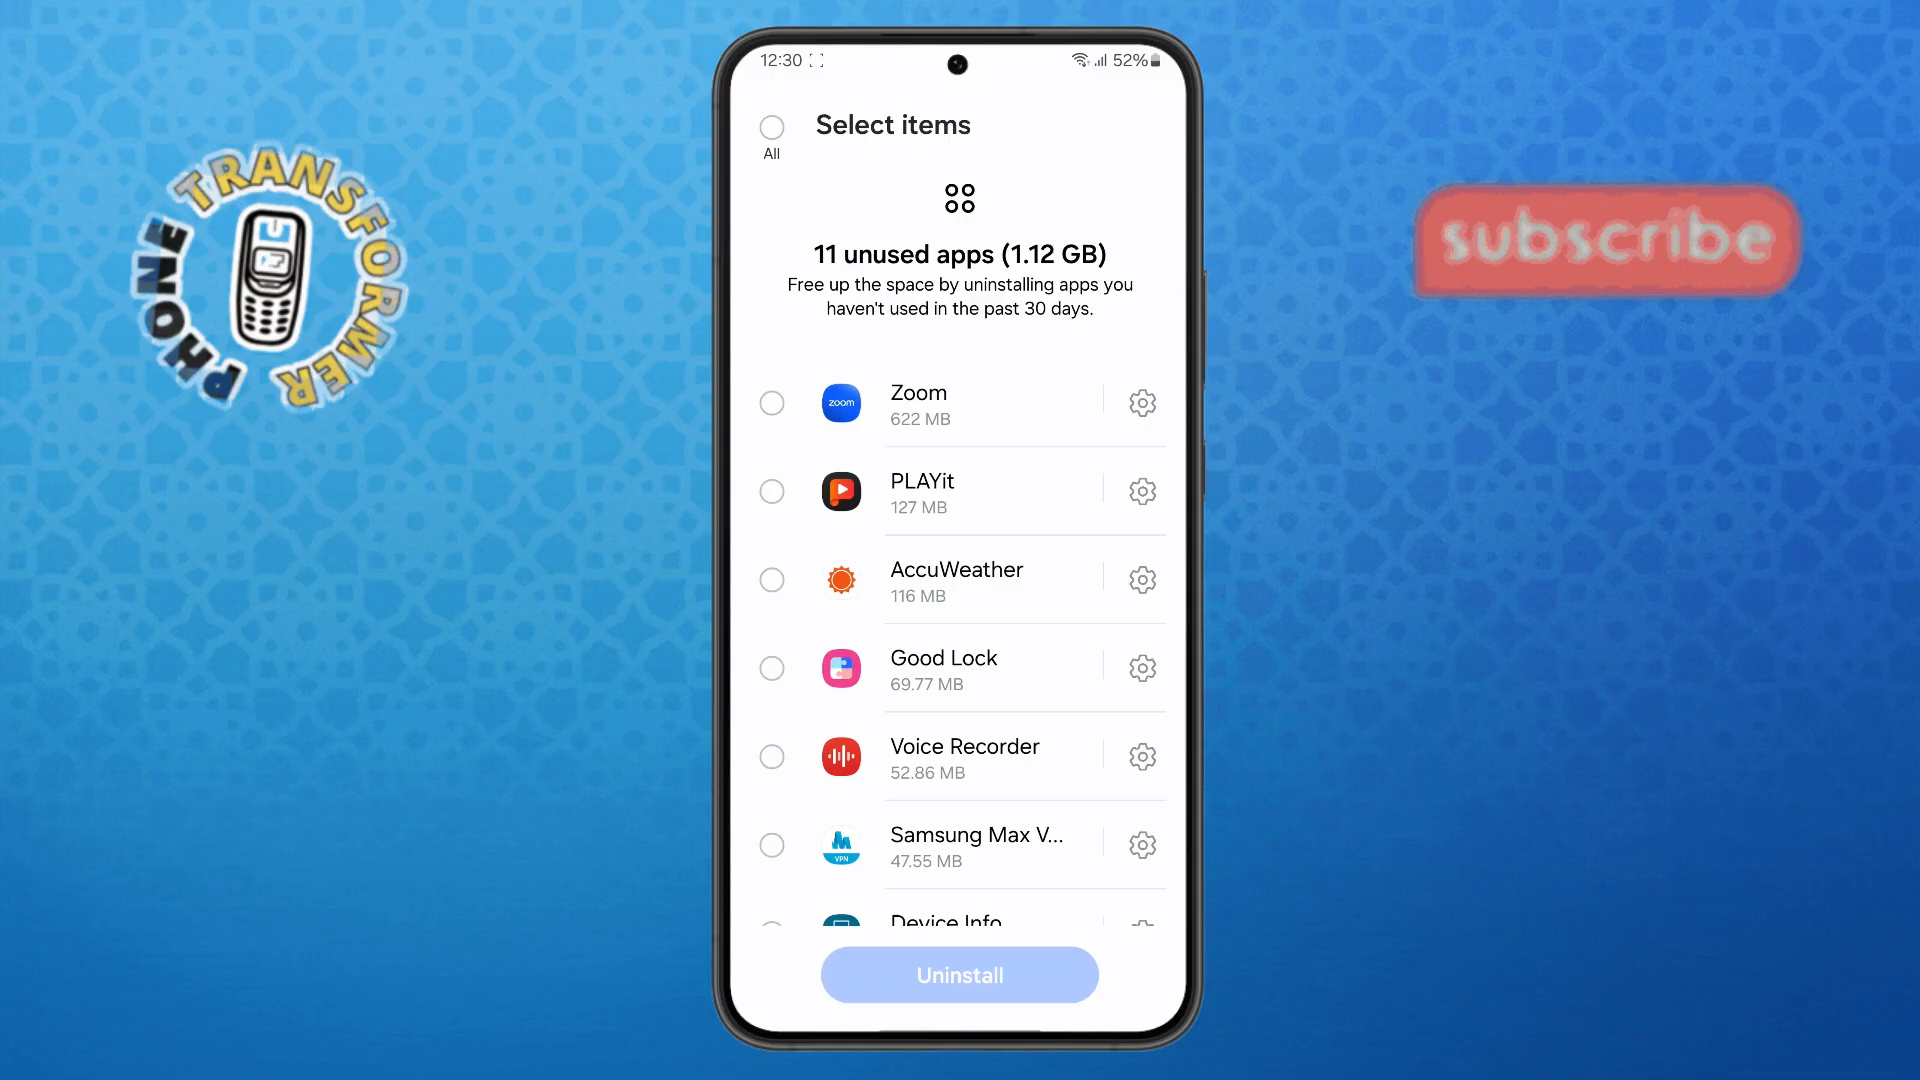 PHONE TRANSFORMER
subscribe
12:30
52%
Select items
All
11 unused apps (1.12 GB)
Free up the space by uninstalling apps you
haven't used in the past 30 days.
zoom
Zoom
622 MB
PLAYit
127 MB
AccuWeather
116 MB
Good Lock
69.77 MB
Voice Recorder
52.86 MB
VPN
Samsung Max V...
47.55 MB
Device Info
Uninstall